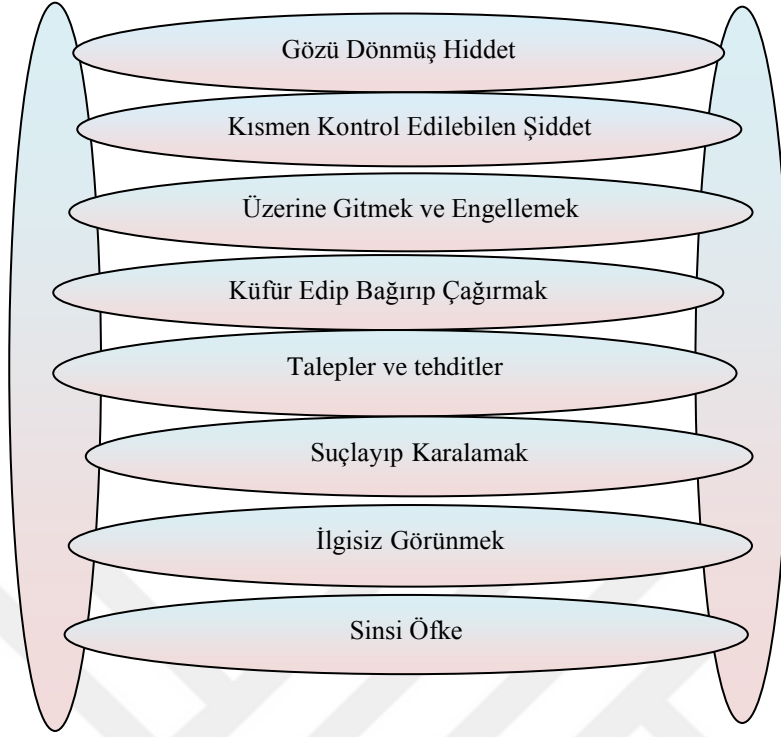 Gözü Dönmüş Hiddet
Kısmen Kontrol Edilebilen Şiddet
Üzerine Gitmek ve Engellemek
Küfür Edip Bağırıp Çağırmak
Talepler ve tehditler
Suçlayıp Karalamak
İlgisiz Görünmek
Sinsi Öfke